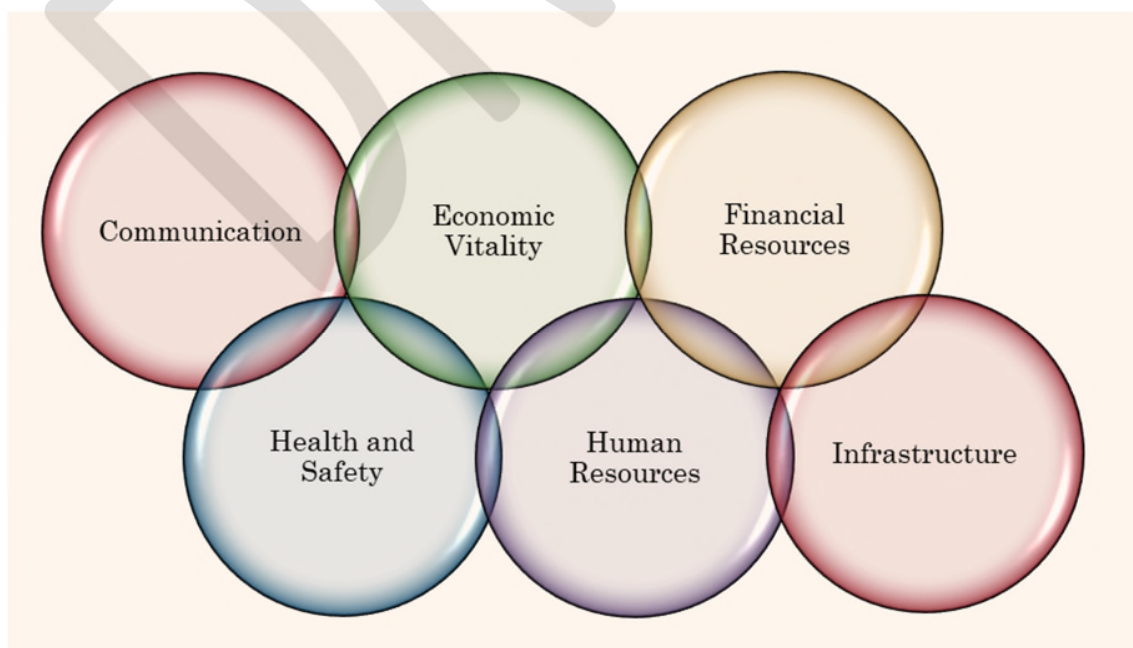 Communication
Economic
Vitality
Financial
Resources
Health and
Safety
Human
Resources
Infrastructure